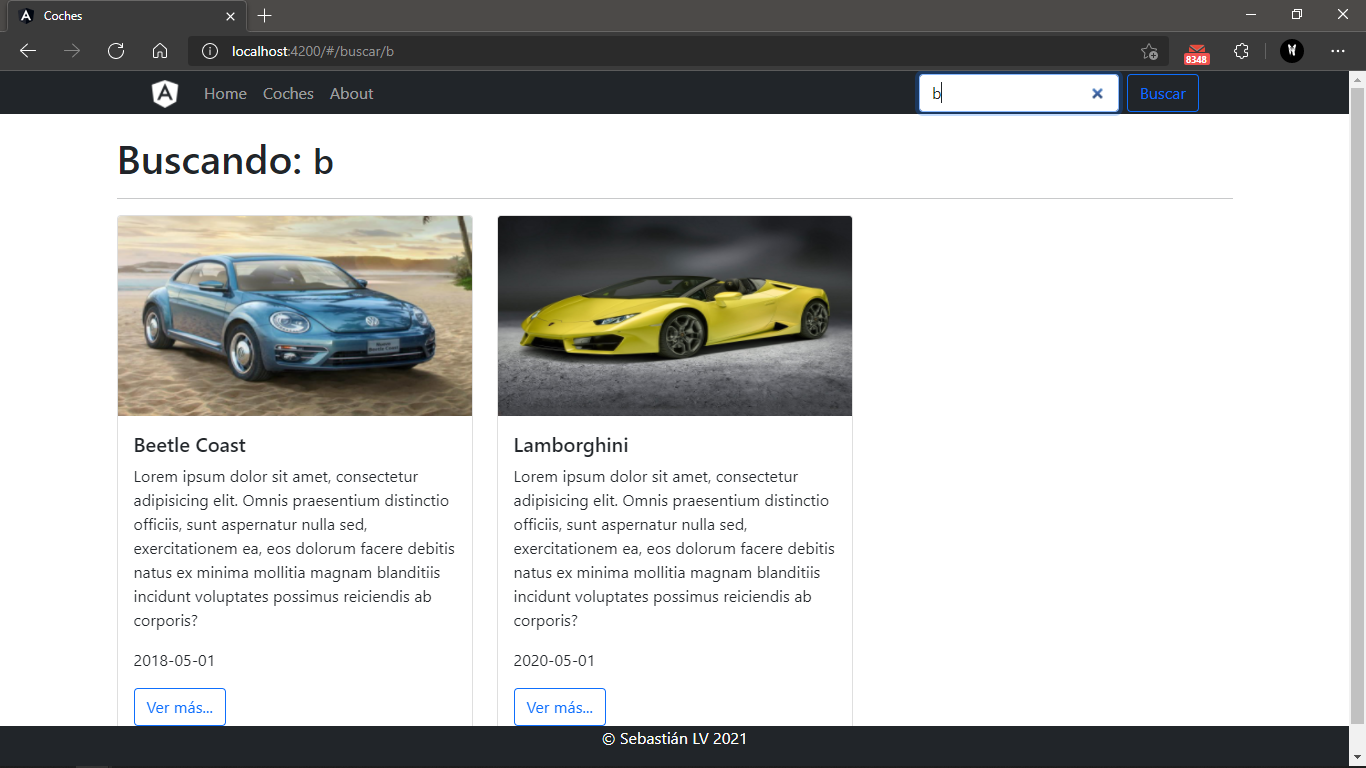 Coches
localhost:4200/#/buscar/b
8348
Home Coches About
b
Buscar
Buscando: b
Beetle Coast
Lorem ipsum dolor sit amet, consectetur
adipisicing elit. Omnis praesentium distinctio
officiis, sunt aspernatur nulla sed,
exercitationem ea, eos dolorum facere debitis
natus ex minima mollitia magnam blanditiis
incidunt voluptates possimus reiciendis ab
corporis?
2018-05-01
Ver más...
Lamborghini
Lorem ipsum dolor sit amet, consectetur
adipisicing elit. Omnis praesentium distinctio
officiis, sunt aspernatur nulla sed,
exercitationem ea, eos dolorum facere debitis
natus ex minima mollitia magnam blanditiis
incidunt voluptates possimus reiciendis ab
corporis?
2020-05-01
Ver más...
© Sebastián LV 2021